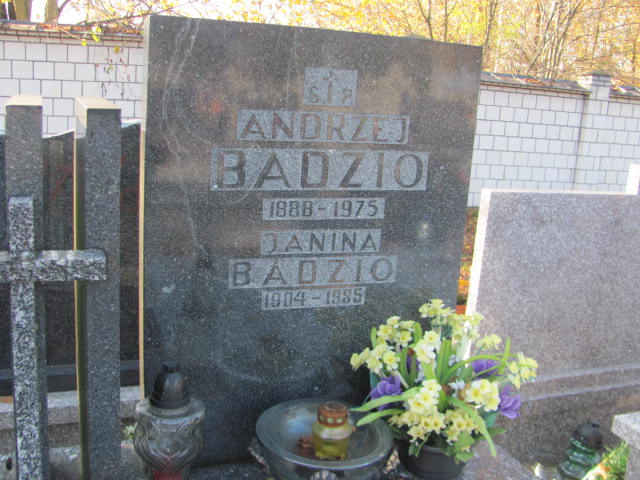 Ś†P
ANDRZEJ
BADZIO
1888-1975
JANINA
BADZIO
1904-1985